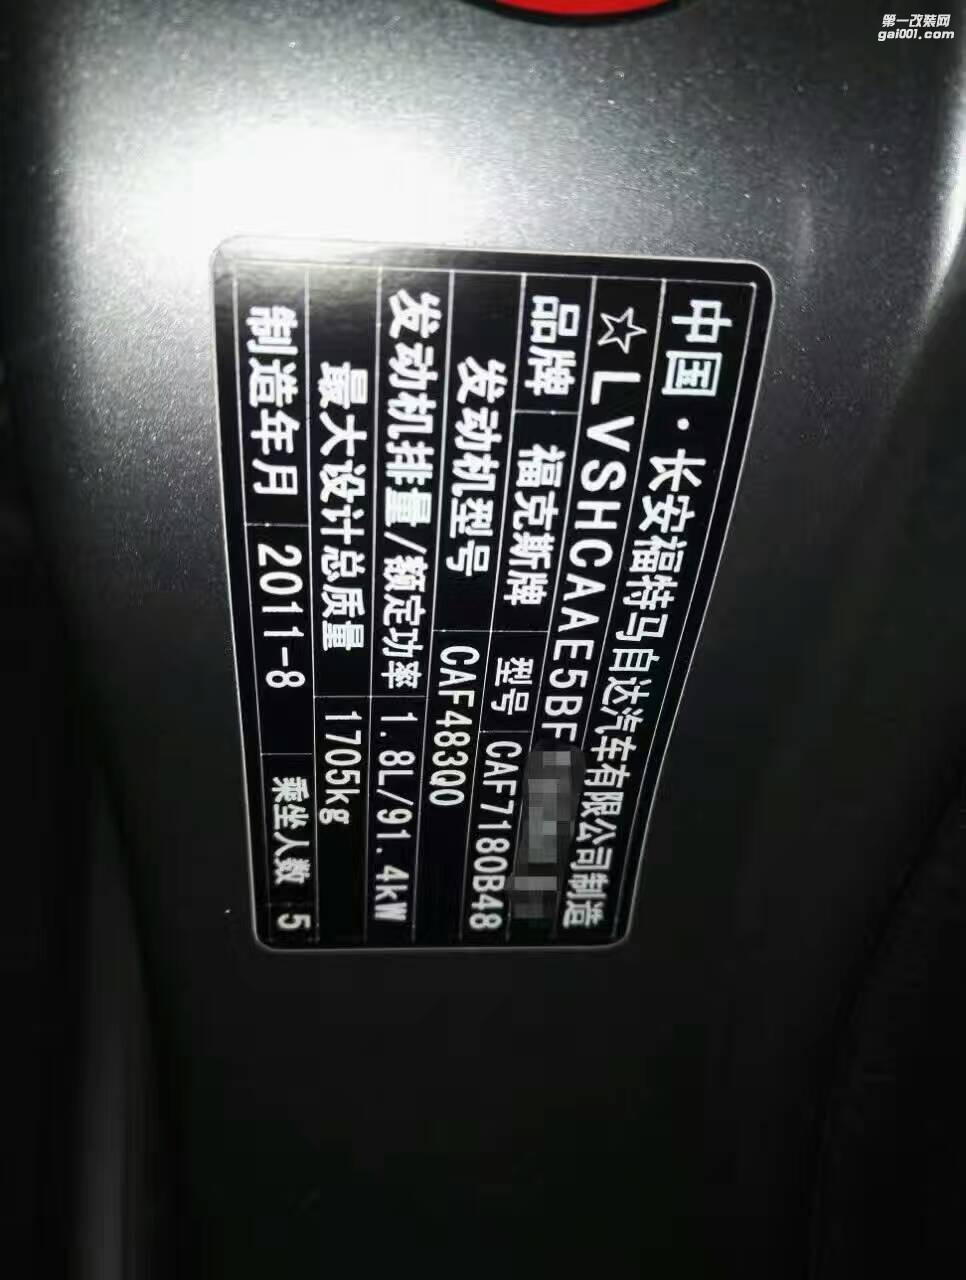 第一改装网
gai001.com
中国·长安福特马自达汽车有限公司制造
☆LVSHCAAE5BF
品牌 福克斯牌 型号 CAF7180B48
发动机型号 CAF483Q0
发动机排量/额定功率 1.8L/91.4kW
最大设计总质量 1705kg
制造年月 2011-8 乘坐人数 5